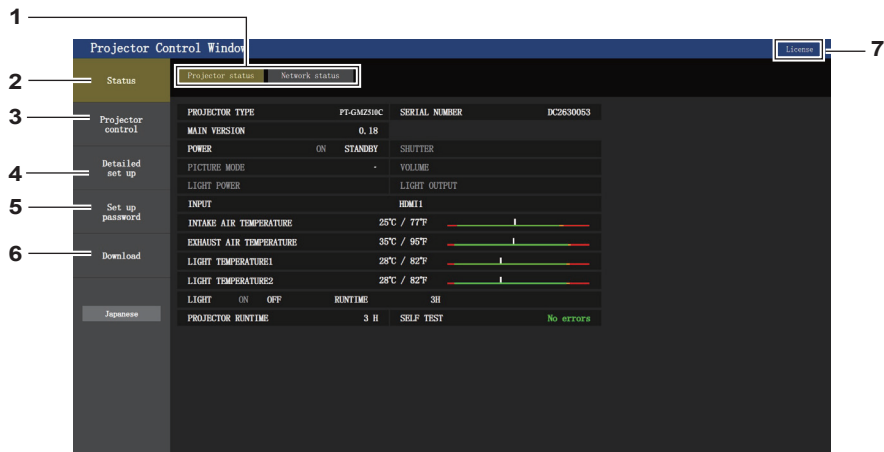 1
Projector Control Window
License
7
2
Status
Projector status
Network status
3
Projector
control
4
Detailed
set up
5
Set up
password
6
Download
Japanese
PROJECTOR TYPE PT-GMZ510C SERIAL NUMBER DC2630053
MAIN VERSION 0.18
POWER ON STANDBY SHUTTER
PICTURE MODE - VOLUME
LIGHT POWER LIGHT OUTPUT
INPUT HDMI1
INTAKE AIR TEMPERATURE 25℃ / 77℉
EXHAUST AIR TEMPERATURE 35℃ / 95℉
LIGHT TEMPERATURE1 28℃ / 82℉
LIGHT TEMPERATURE2 28℃ / 82℉
LIGHT ON OFF RUNTIME 3H
PROJECTOR RUNTIME 3 H SELF TEST No errors